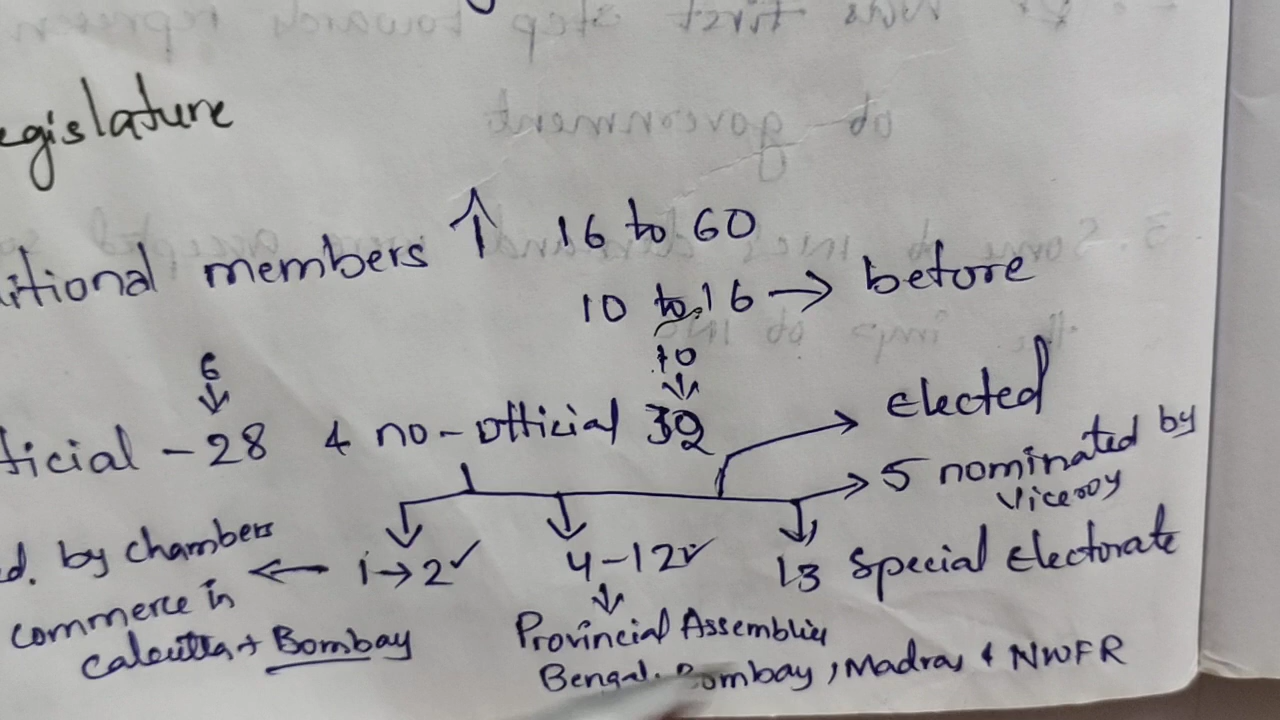 egislature
itional members ↑ 16 to 60
10 to 16 → before
6
10
ficial - 28 & no-official 32
Elected
5 nominated by
Viceroy
d. by chambers
← 1 → 2 ✓
4-12 ✓
13 Special Electorate
commerce in
Calcutta + Bombay
Provincial Assemblies
Bengal, Bombay, Madras & NWFR